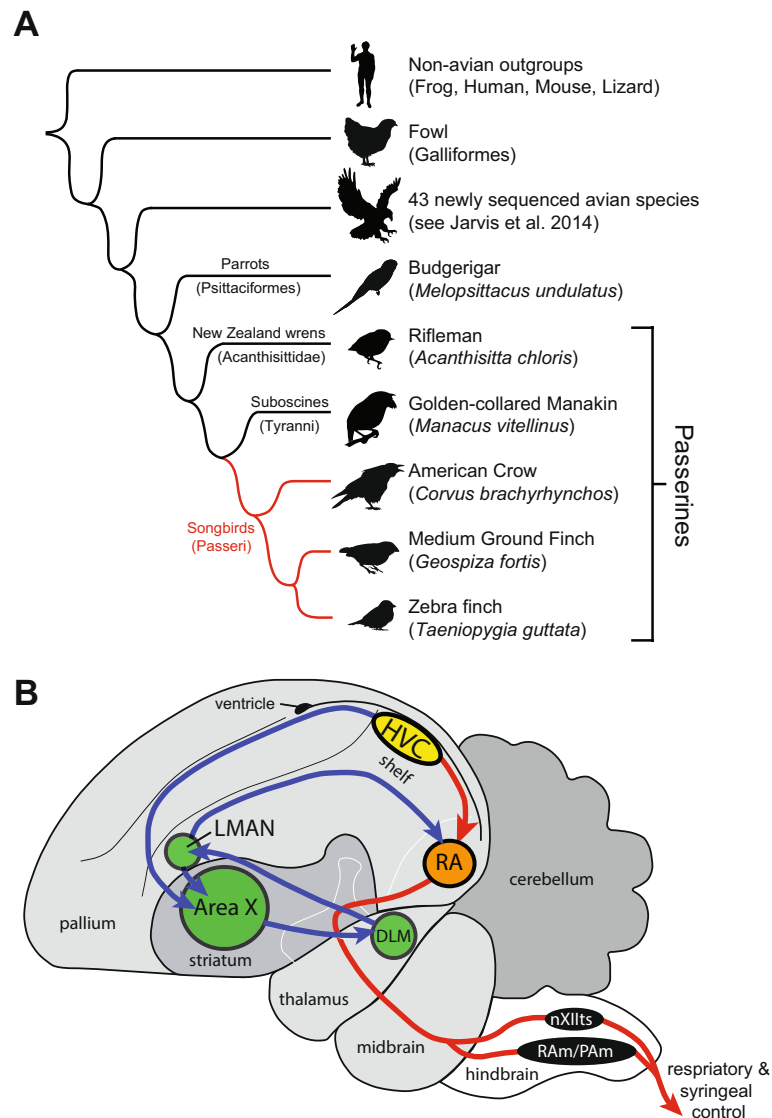 A
Non-avian outgroups
(Frog, Human, Mouse, Lizard)
Fowl
(Galliformes)
43 newly sequenced avian species
(see Jarvis et al. 2014)
Parrots
(Psittaciformes)
Budgerigar
(Melopsittacus undulatus)
New Zealand wrens
(Acanthisittidae)
Rifleman
(Acanthisitta chloris)
Suboscines
(Tyranni)
Golden-collared Manakin
(Manacus vitellinus)
American Crow
(Corvus brachyrhynchos)
Songbirds
(Passeri)
Medium Ground Finch
(Geospiza fortis)
Zebra finch
(Taeniopygia guttata)
Passerines
B
ventricle
HVC
shelf
LMAN
RA
cerebellum
Area X
pallium
DLM
striatum
thalamus
nXIIts
midbrain
RAm/PAm
hindbrain
respriatory &
syringeal
control